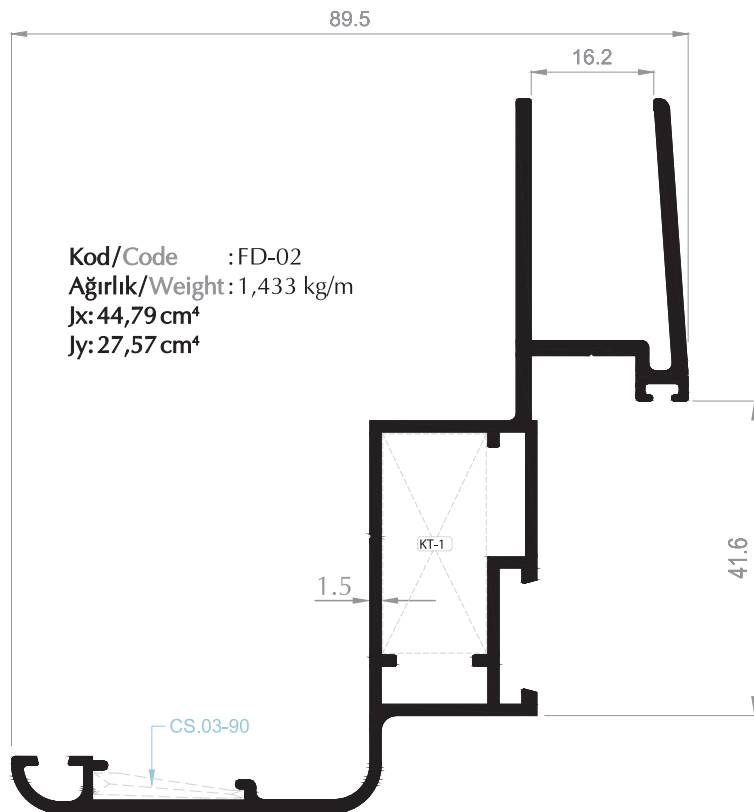 89.5
16.2
Kod/Code : FD-02
Ağırlık/Weight : 1,433 kg/m
Jx: 44,79 cm⁴
Jy: 27,57 cm⁴
KT-1
41.6
1.5
CS.03-90